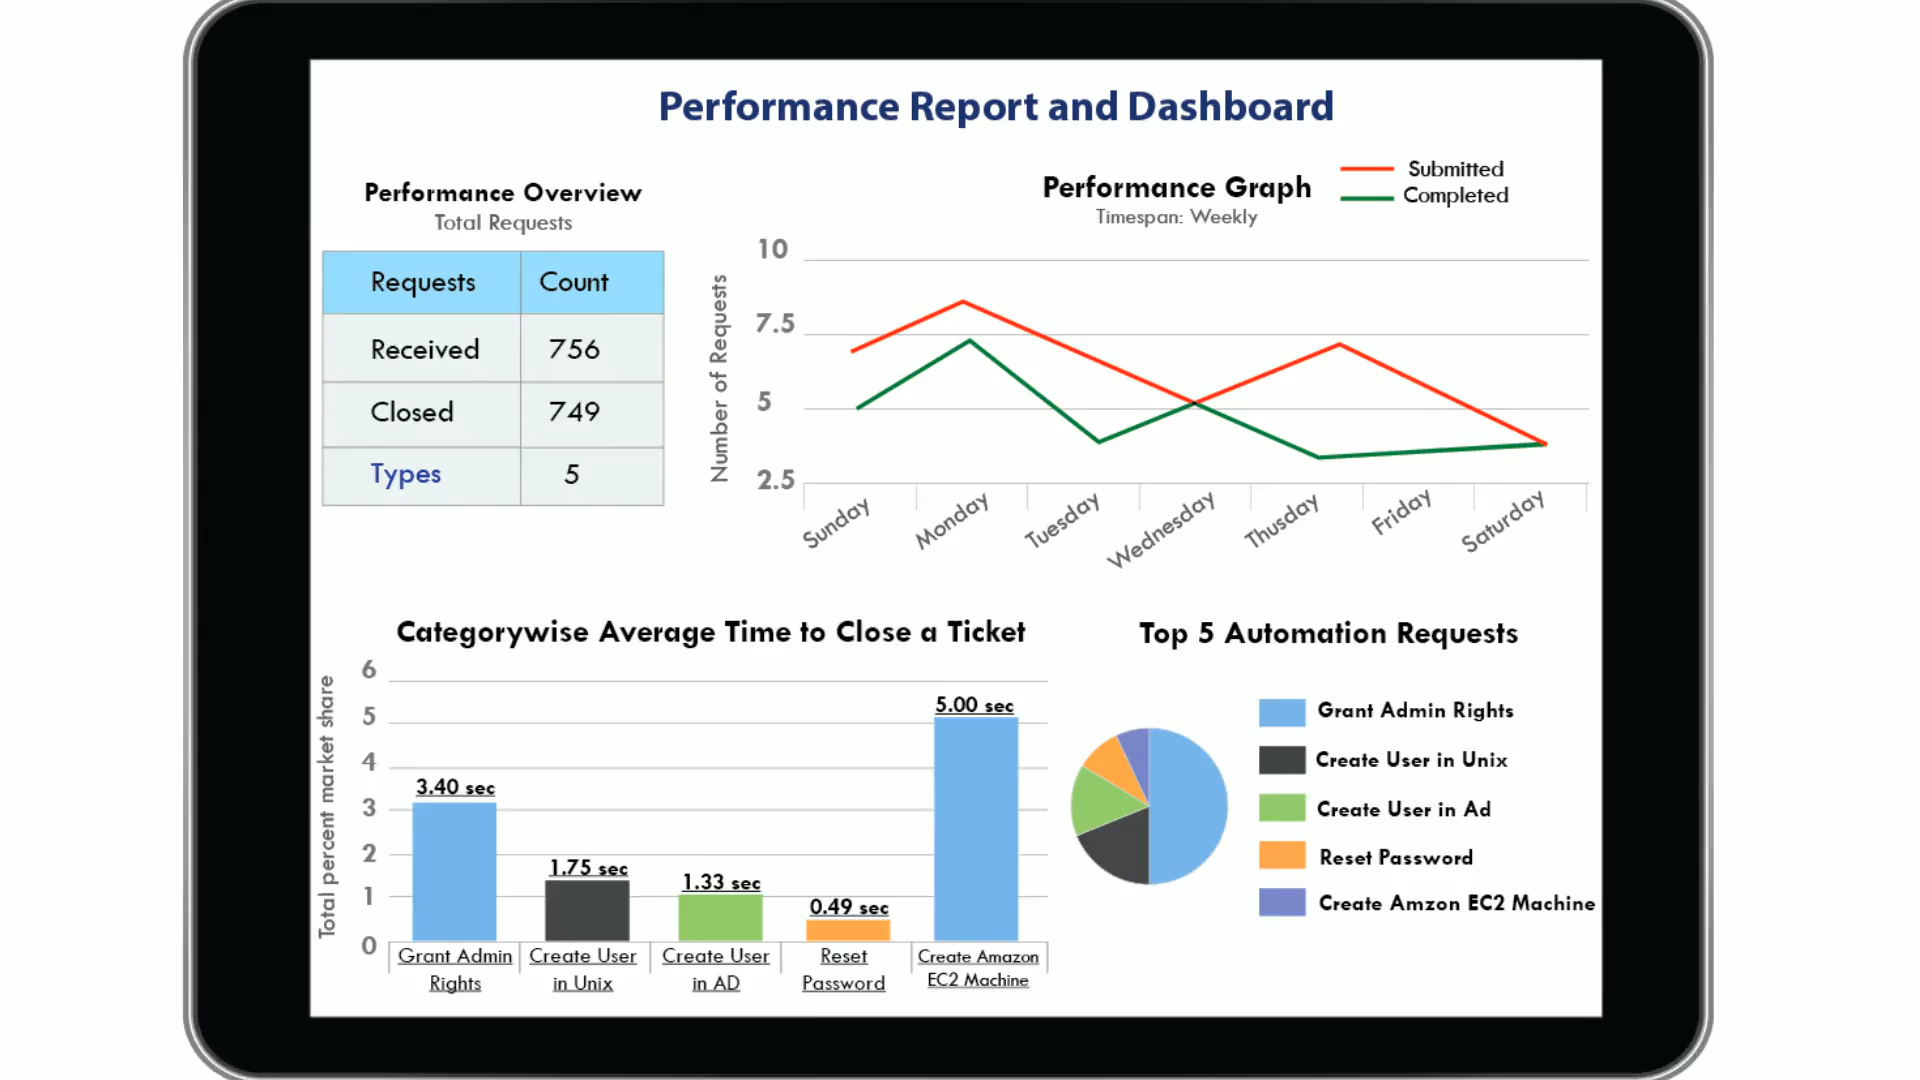 Performance Report and Dashboard
Performance Overview
Total Requests
Requests Count
Received 756
Closed 749
Types 5
Performance Graph
Timespan: Weekly
Submitted
Completed
Number of Requests
10
7.5
5
2.5
Sunday Monday Tuesday Wednesday Thusday Friday Saturday
Categorywise Average Time to Close a Ticket
Total percent market share
6
5
4
3
2
1
0
3.40 sec
1.75 sec
1.33 sec
0.49 sec
5.00 sec
Grant Admin
Rights
Create User
in Unix
Create User
in AD
Reset
Password
Create Amazon
EC2 Machine
Top 5 Automation Requests
Grant Admin Rights
Create User in Unix
Create User in Ad
Reset Password
Create Amzon EC2 Machine